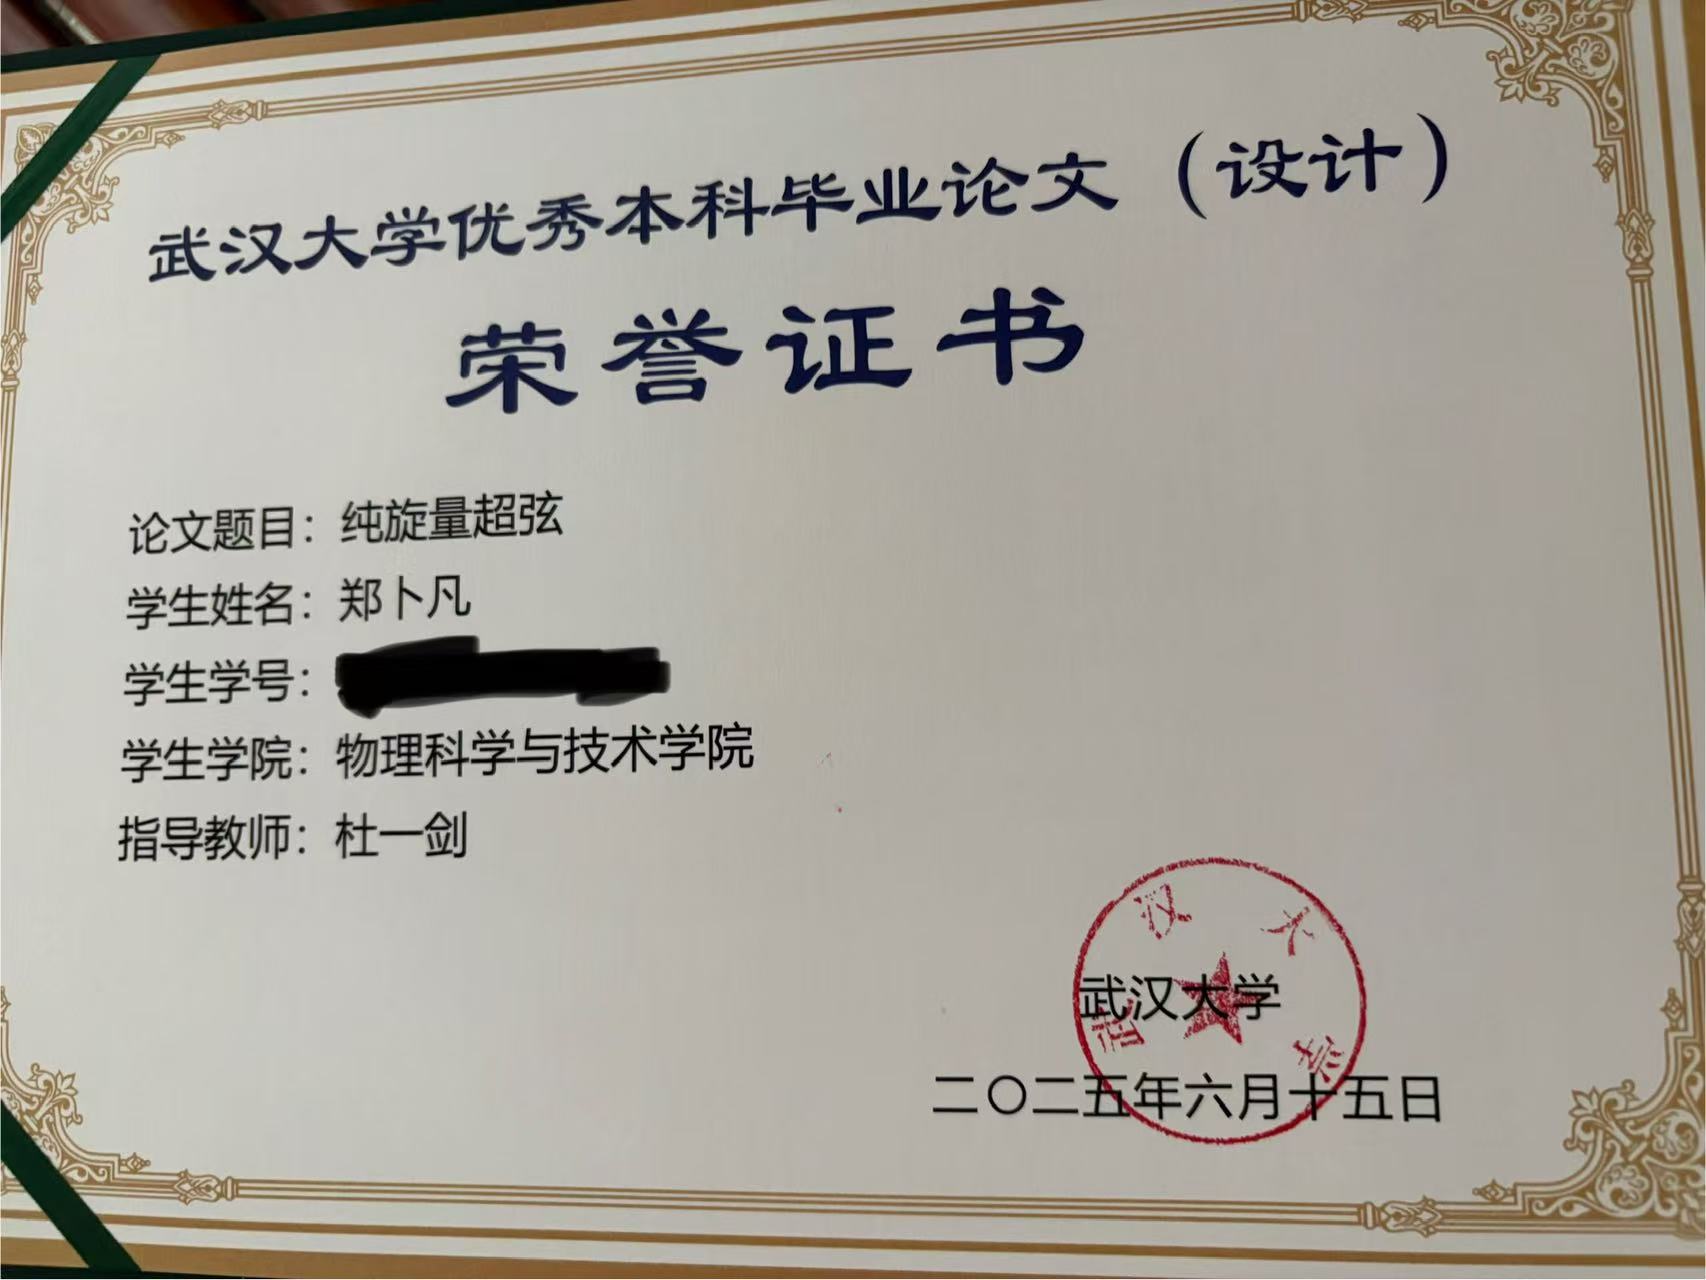 武汉大学优秀本科毕业论文（设计）
荣誉证书
论文题目：纯旋量超弦
学生姓名：郑卜凡
学生学号：
学生学院：物理科学与技术学院
指导教师：杜一剑
武汉大学
武汉大学
二〇二五年六月十五日